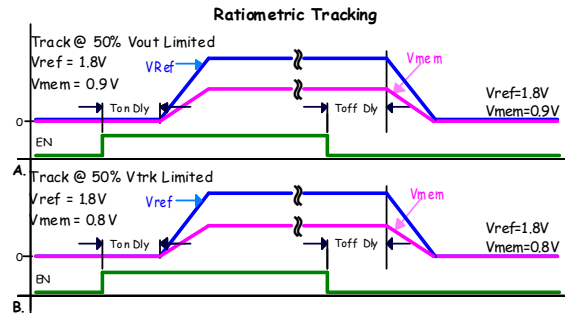 Ratiometric Tracking
Track @ 50% Vout Limited
Vref = 1.8V
Vmem = 0.9V
VRef
Vmem
Ton Dly
Toff Dly
Vref=1.8V
Vmem=0.9V
0
EN
A.
Track @ 50% Vtrk Limited
Vref = 1.8V
Vmem = 0.8V
Vref
Vmem
Ton Dly
Toff Dly
Vref=1.8V
Vmem=0.8V
0
EN
B.